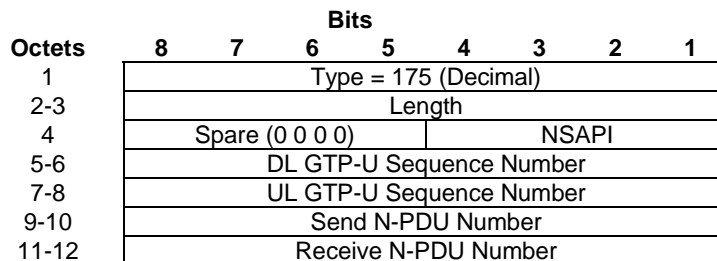 Bits
Octets 8 7 6 5 4 3 2 1
1 Type = 175 (Decimal)
2-3 Length
4 Spare (0 0 0 0) NSAPI
5-6 DL GTP-U Sequence Number
7-8 UL GTP-U Sequence Number
9-10 Send N-PDU Number
11-12 Receive N-PDU Number